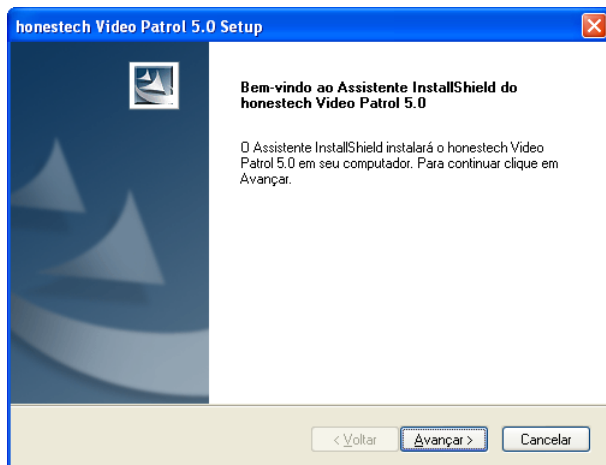 honestech Video Patrol 5.0 Setup
Bem-vindo ao Assistente InstallShield do
honestech Video Patrol 5.0
O Assistente InstallShield instalará o honestech Video
Patrol 5.0 em seu computador. Para continuar clique em
Avançar.
< Voltar
Avançar >
Cancelar